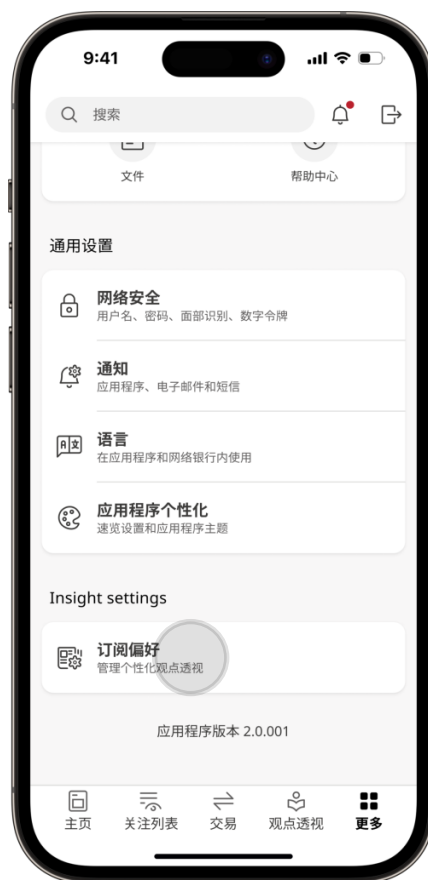 9:41
搜索
文件
帮助中心
通用设置
网络安全
用户名、密码、面部识别、数字令牌
通知
应用程序、电子邮件和短信
语言
在应用程序和网络银行内使用
应用程序个性化
速览设置和应用程序主题
Insight settings
订阅偏好
管理个性化观点透视
应用程序版本 2.0.001
主页
关注列表
交易
观点透视
更多